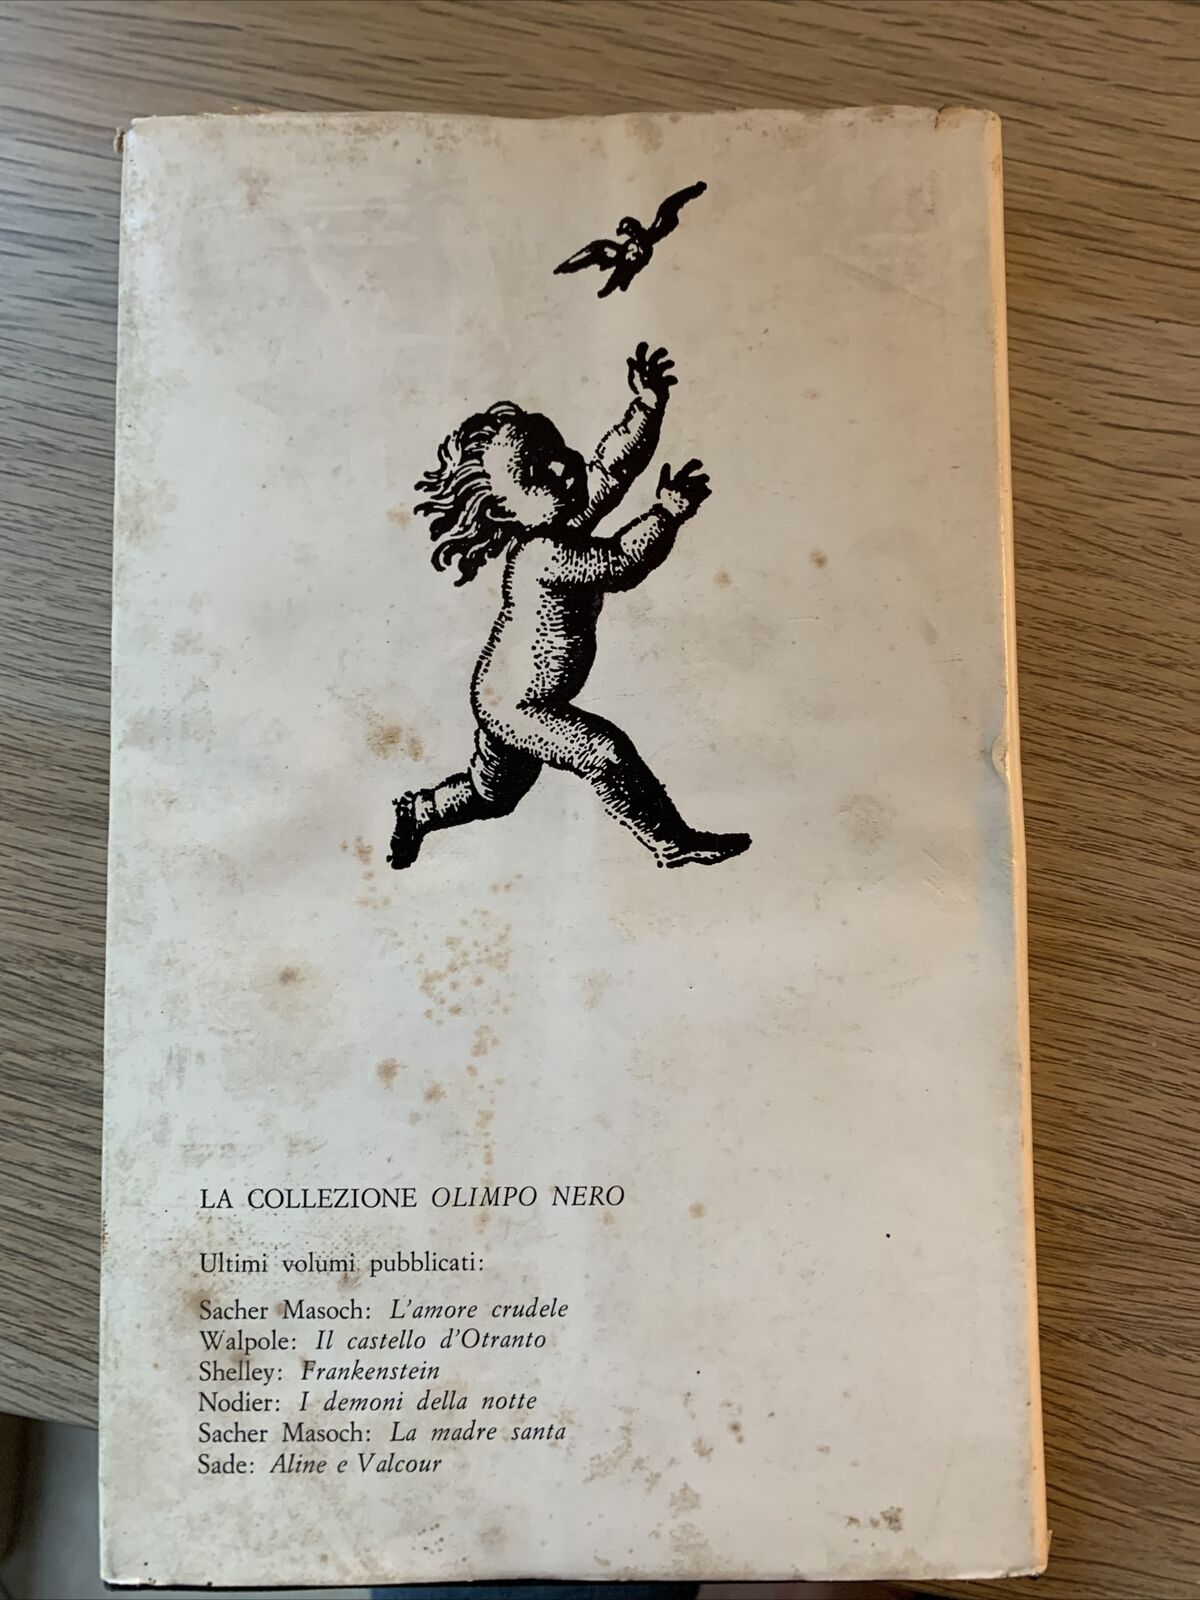 LA COLLEZIONE OLIMPO NERO
Ultimi volumi pubblicati:
Sacher Masoch: L'amore crudele
Walpole: Il castello d'Otranto
Shelley: Frankenstein
Nodier: I demoni della notte
Sacher Masoch: La madre santa
Sade: Aline e Valcour